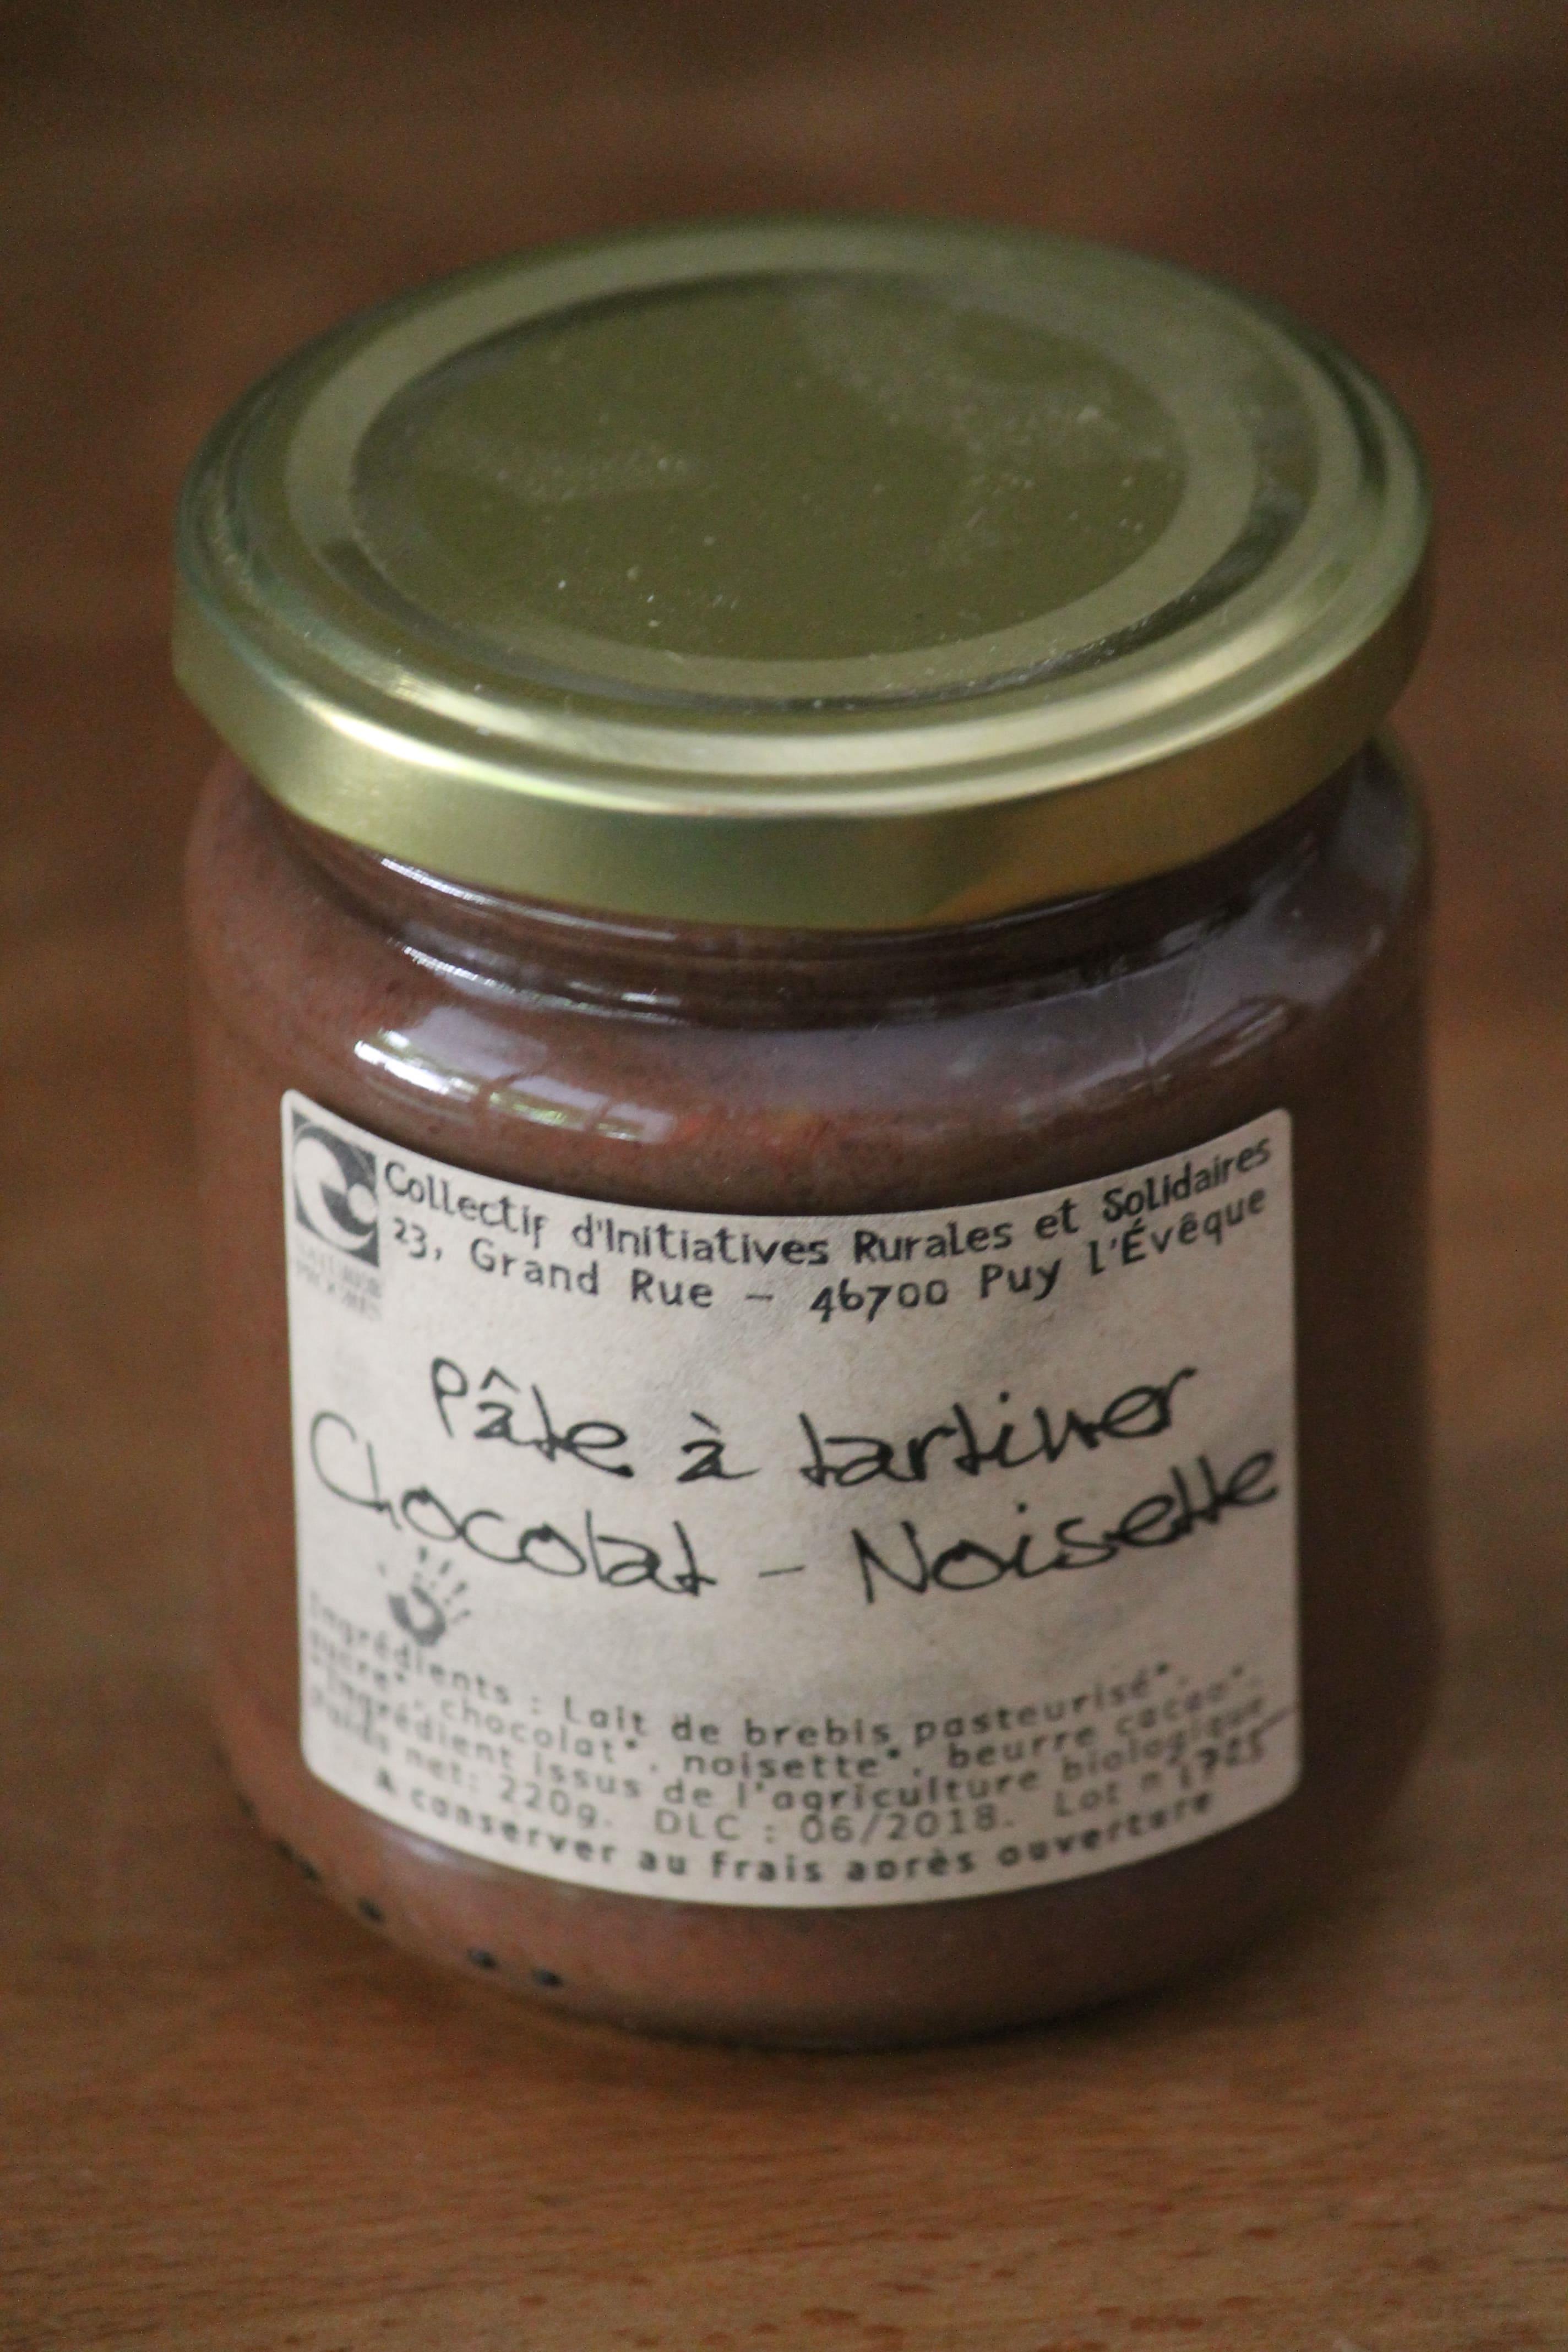 Collectif d'Initiatives Rurales et Solidaires
23, Grand Rue – 46700 Puy l'Évêque
Pâte à tartiner
Chocolat - Noisette
Ingrédients : Lait de brebis pasteurisé*,
sucre*, chocolat*, noisette*, beurre cacao*.
*Ingrédient issus de l'agriculture biologique
Poids net: 220g. DLC : 06/2018. Lot n°
A conserver au frais après ouverture